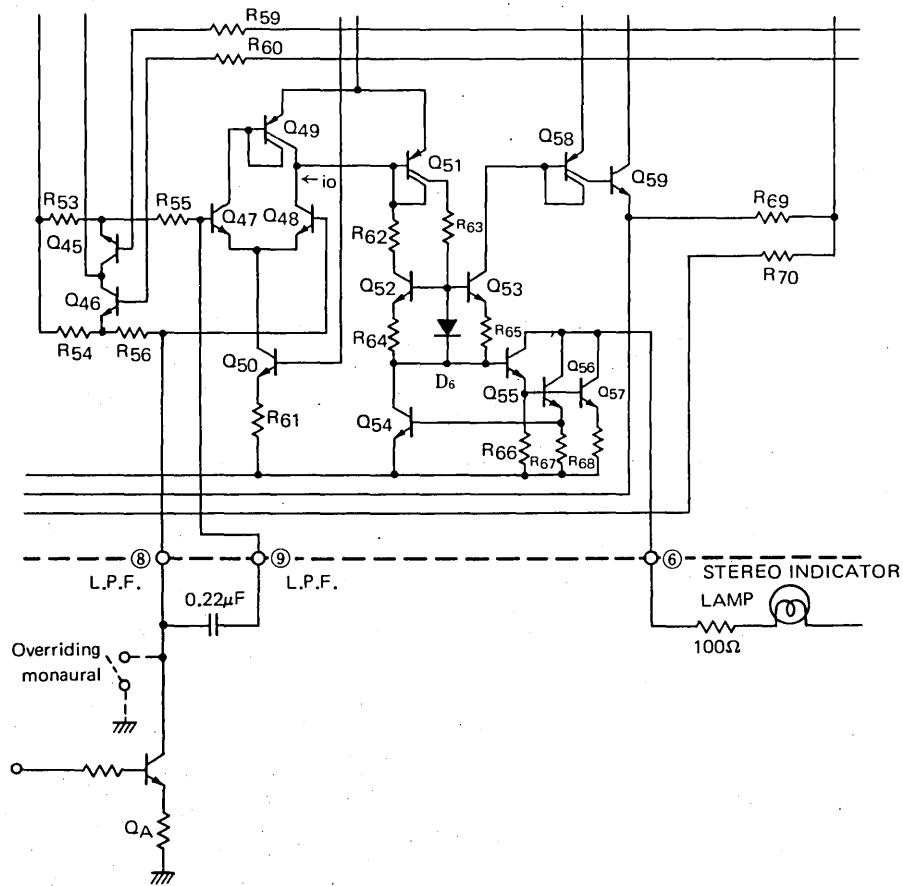 R59
R60
Q49
Q58
Q51
Q59
←io
R53
R55
Q47
Q48
R69
R62
R63
Q45
R70
Q52
Q53
Q46
R64
R65
R54
R56
Q50
D6
Q56
Q55
Q57
R61
Q54
R66
R67
R68
⑧
⑨
⑥
L.P.F.
L.P.F.
STEREO INDICATOR
LAMP
0.22μF
100Ω
Overriding
monaural
QA